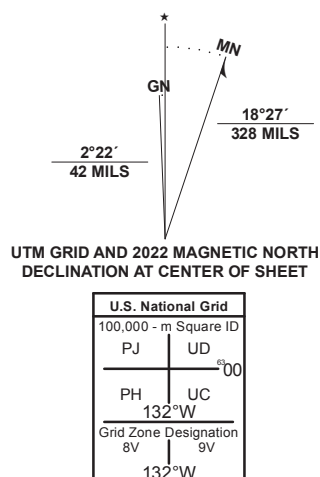 ★
MN
GN
18°27´
328 MILS
2°22´
42 MILS
UTM GRID AND 2022 MAGNETIC NORTH
DECLINATION AT CENTER OF SHEET
U.S. National Grid
100,000 - m Square ID
PJ UD
6300
PH UC
132°W
Grid Zone Designation
8V 9V
132°W